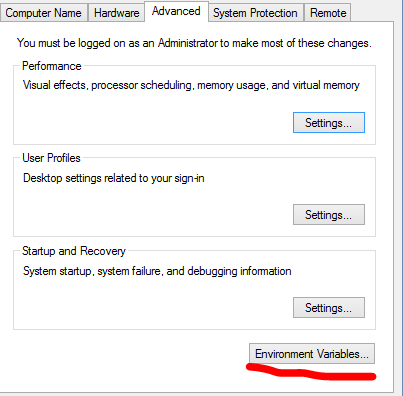 Computer Name Hardware Advanced System Protection Remote
You must be logged on as an Administrator to make most of these changes.
Performance
Visual effects, processor scheduling, memory usage, and virtual memory
Settings...
User Profiles
Desktop settings related to your sign-in
Settings...
Startup and Recovery
System startup, system failure, and debugging information
Settings...
Environment Variables...